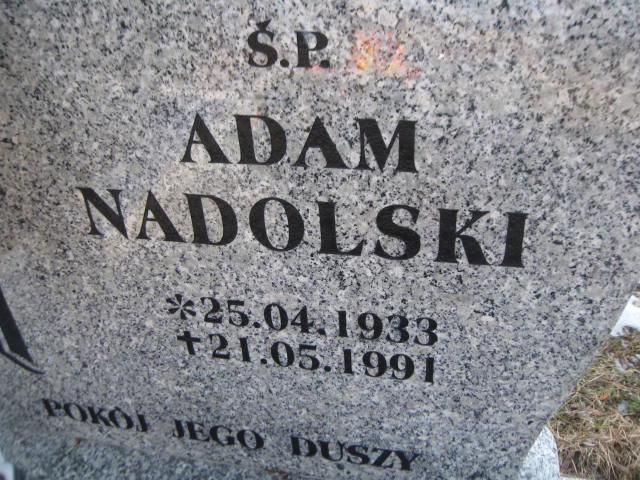 Ś.P.
ADAM
NADOLSKI
*25.04.1933
✝21.05.1991
POKÓJ JEGO DUSZY